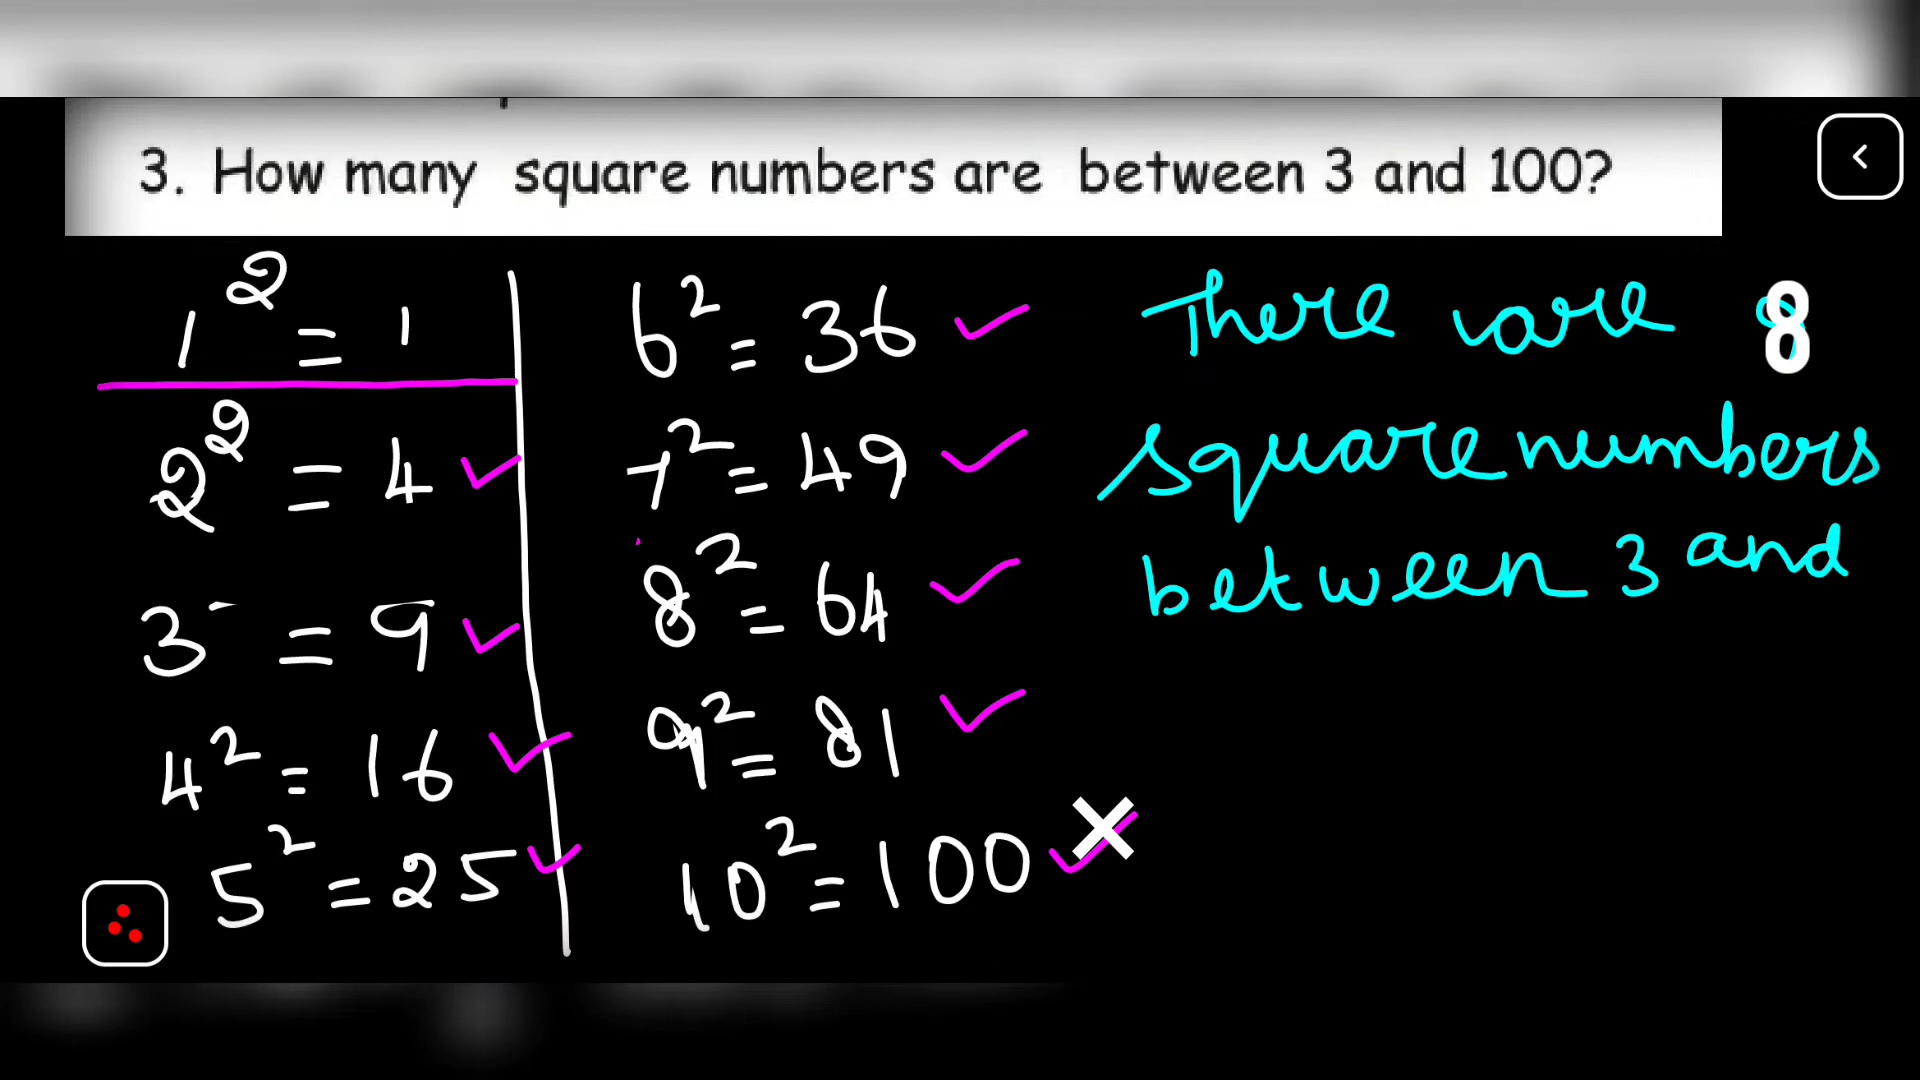 3. How many square numbers are between 3 and 100?
1² = 1
2² = 4 ✓
3 = 9 ✓
4² = 16 ✓
5² = 25 ✓
6² = 36 ✓
7² = 49 ✓
8² = 64 ✓
9² = 81 ✓
10² = 100 ×
There are 8
square numbers
between 3 and